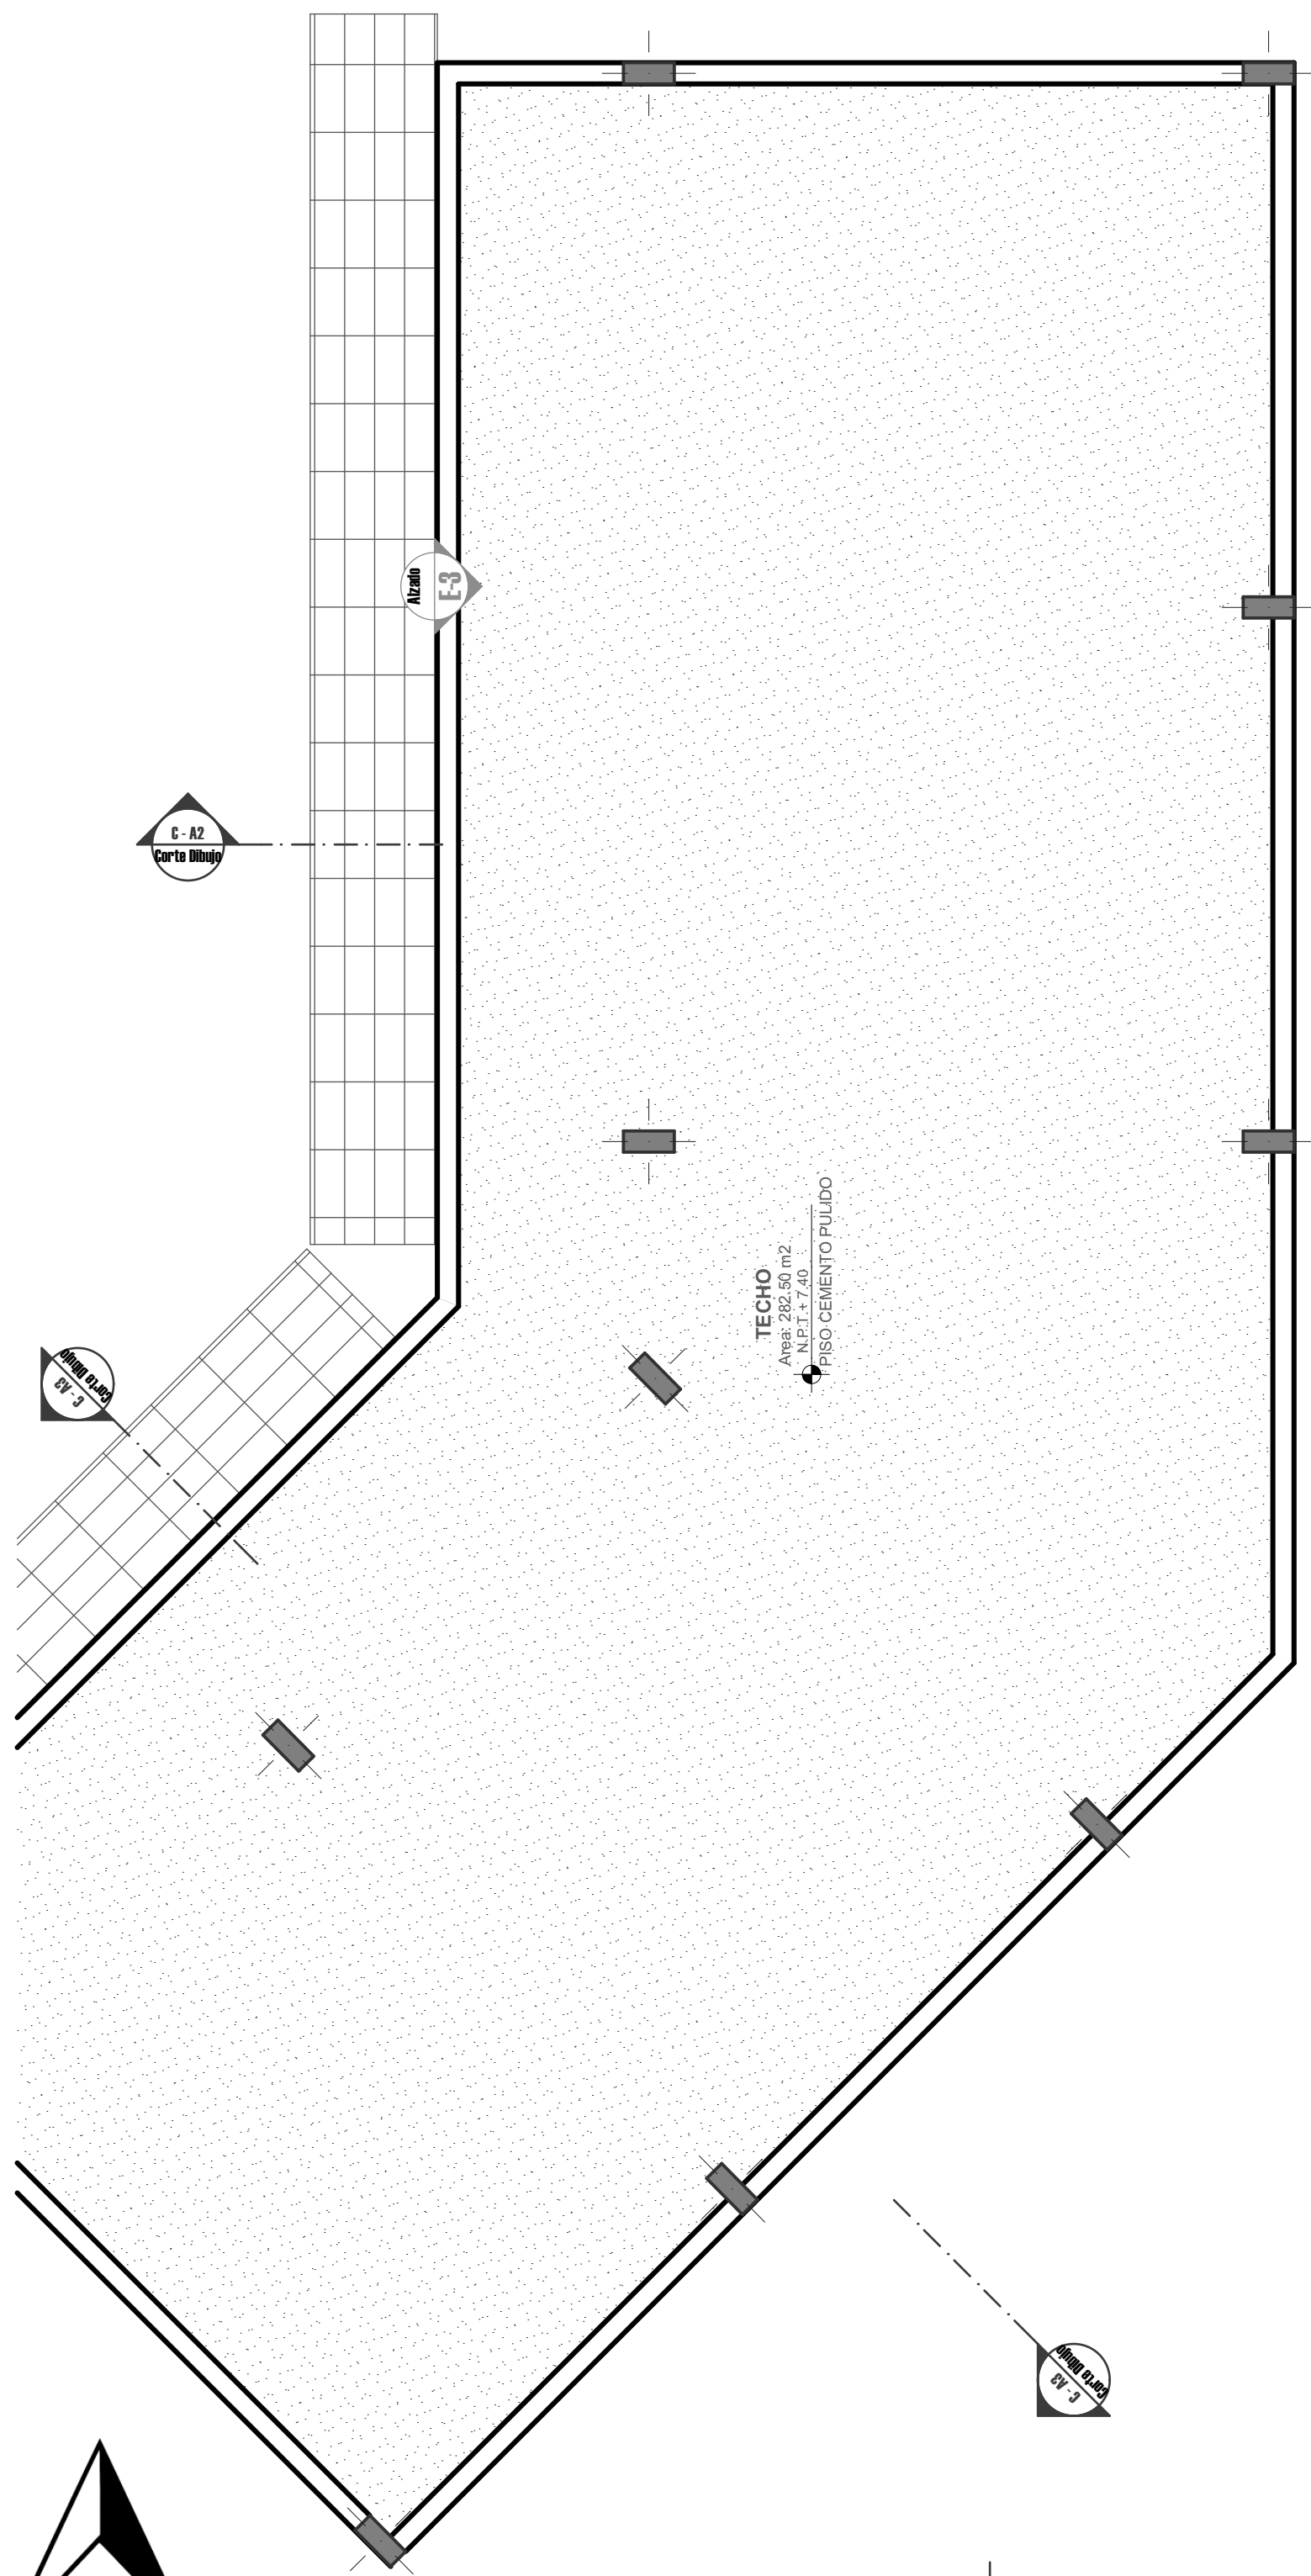 Alzado
E-3
C - A2
Corte Dibujo
TECHO
Area: 282.50 m2
N.P.T. + 7.40
PISO CEMENTO PULIDO
Corte Dibujo
C - A3
Corte Dibujo
C - A3